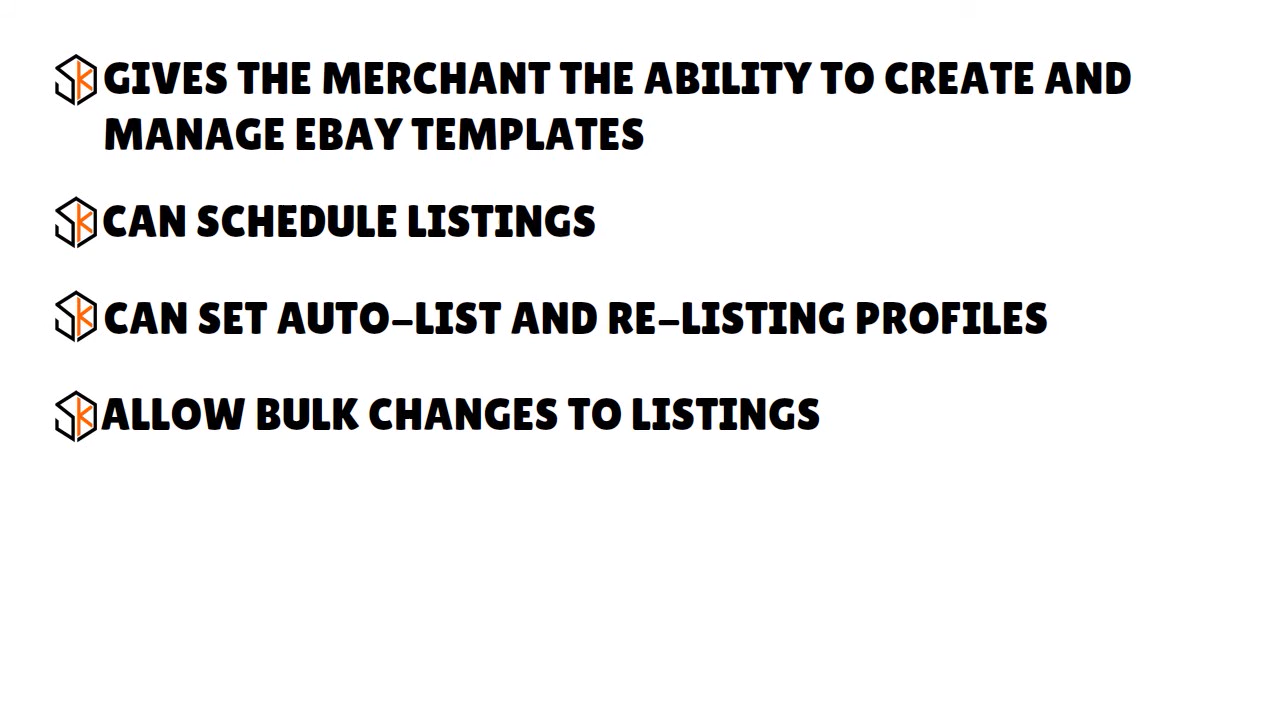 GIVES THE MERCHANT THE ABILITY TO CREATE AND
MANAGE EBAY TEMPLATES
CAN SCHEDULE LISTINGS
CAN SET AUTO-LIST AND RE-LISTING PROFILES
ALLOW BULK CHANGES TO LISTINGS